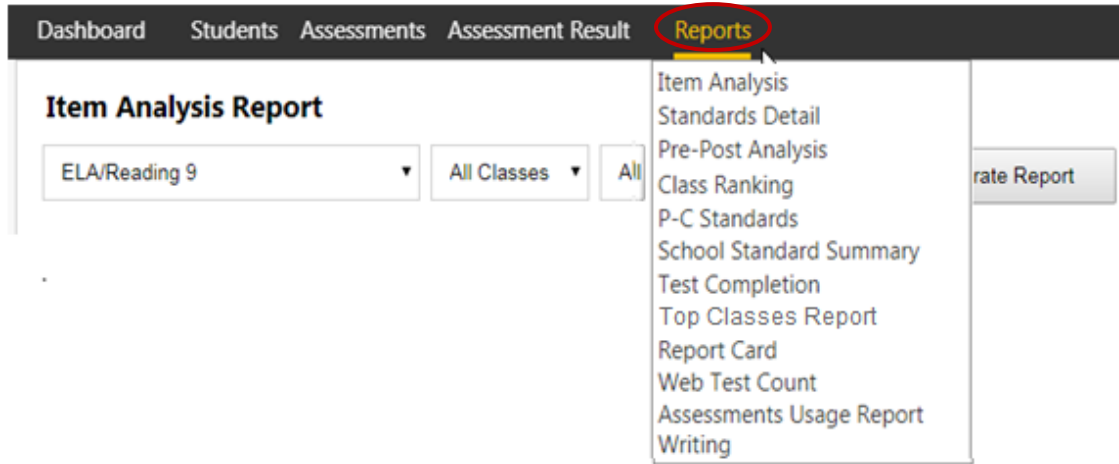 Dashboard Students Assessments Assessment Result Reports
Item Analysis Report
ELA/Reading 9 All Classes All rate Report
Item Analysis
Standards Detail
Pre-Post Analysis
Class Ranking
P-C Standards
School Standard Summary
Test Completion
Top Classes Report
Report Card
Web Test Count
Assessments Usage Report
Writing